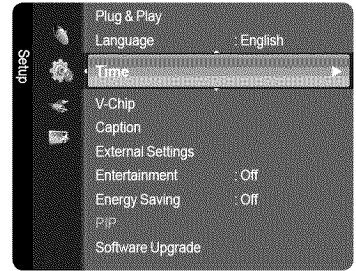 Setup
Plug & Play
Language : English
Time
V-Chip
Caption
External Settings
Entertainment : Off
Energy Saving : Off
PIP
Software Upgrade